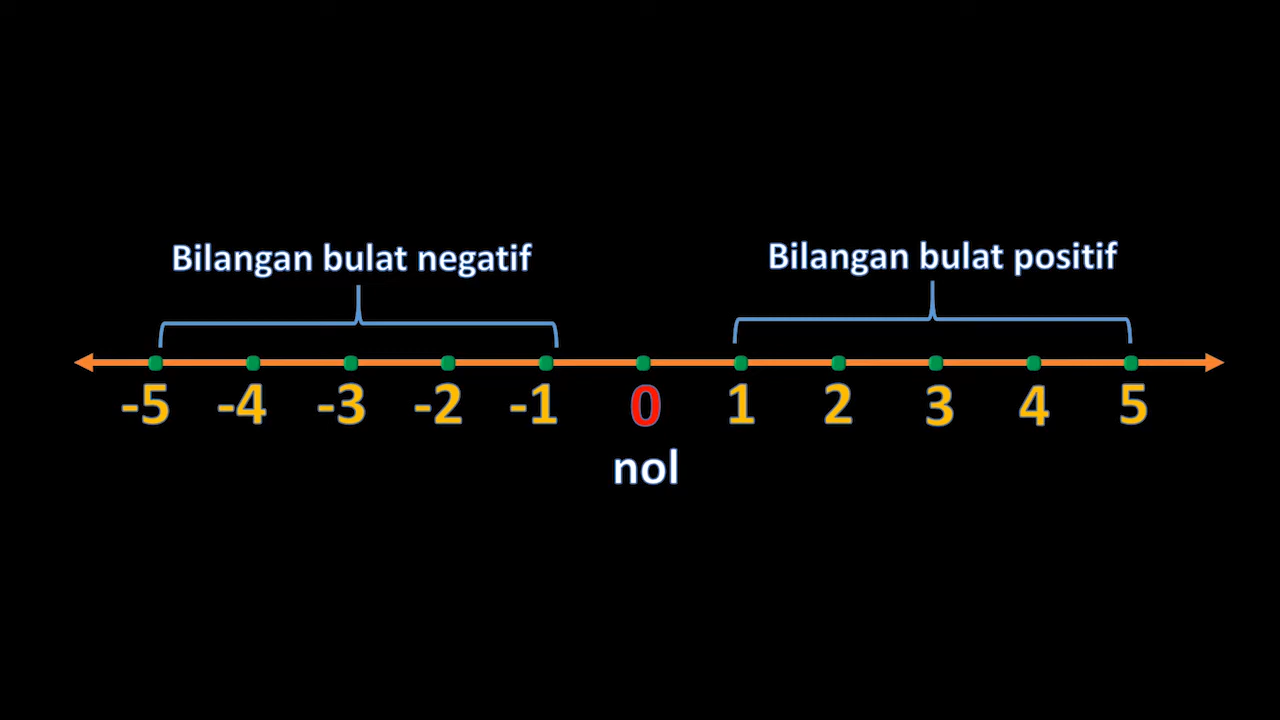 Bilangan bulat negatif
Bilangan bulat positif
-5 -4 -3 -2 -1 0 1 2 3 4 5
nol